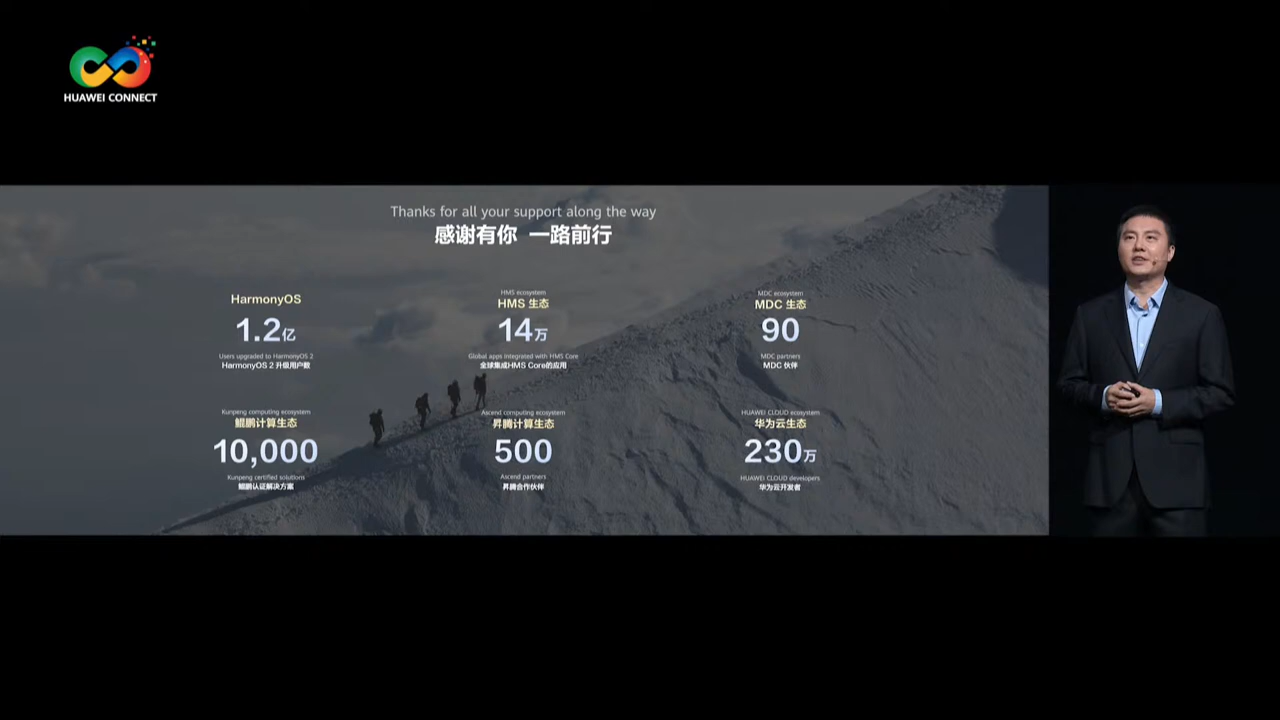 HUAWEI CONNECT
Thanks for all your support along the way
感谢有你 一路前行
HarmonyOS
1.2亿
Users upgraded to HarmonyOS 2
HarmonyOS 2 升级用户数
HMS ecosystem
HMS 生态
14万
Global apps integrated with HMS Core
全球集成HMS Core的应用
MDC ecosystem
MDC 生态
90
MDC partners
MDC 伙伴
Kunpeng computing ecosystem
鲲鹏计算生态
10,000
Kunpeng certified solutions
鲲鹏认证解决方案
Ascend computing ecosystem
昇腾计算生态
500
Ascend partners
昇腾合作伙伴
HUAWEI CLOUD ecosystem
华为云生态
230万
HUAWEI CLOUD developers
华为云开发者